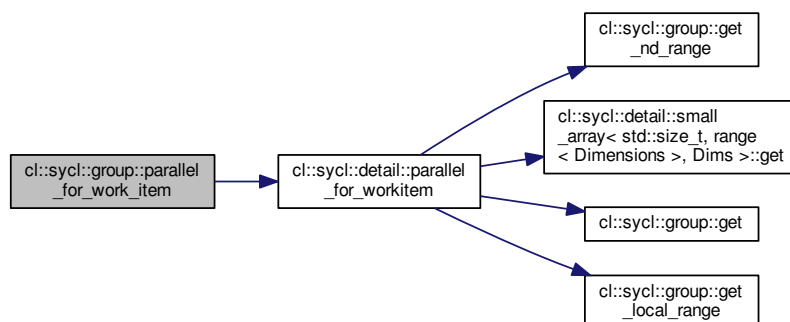 cl::sycl::group::parallel
_for_work_item
cl::sycl::detail::parallel
_for_workitem
cl::sycl::group::get
_nd_range
cl::sycl::detail::small
_array< std::size_t, range
< Dimensions >, Dims >::get
cl::sycl::group::get
cl::sycl::group::get
_local_range